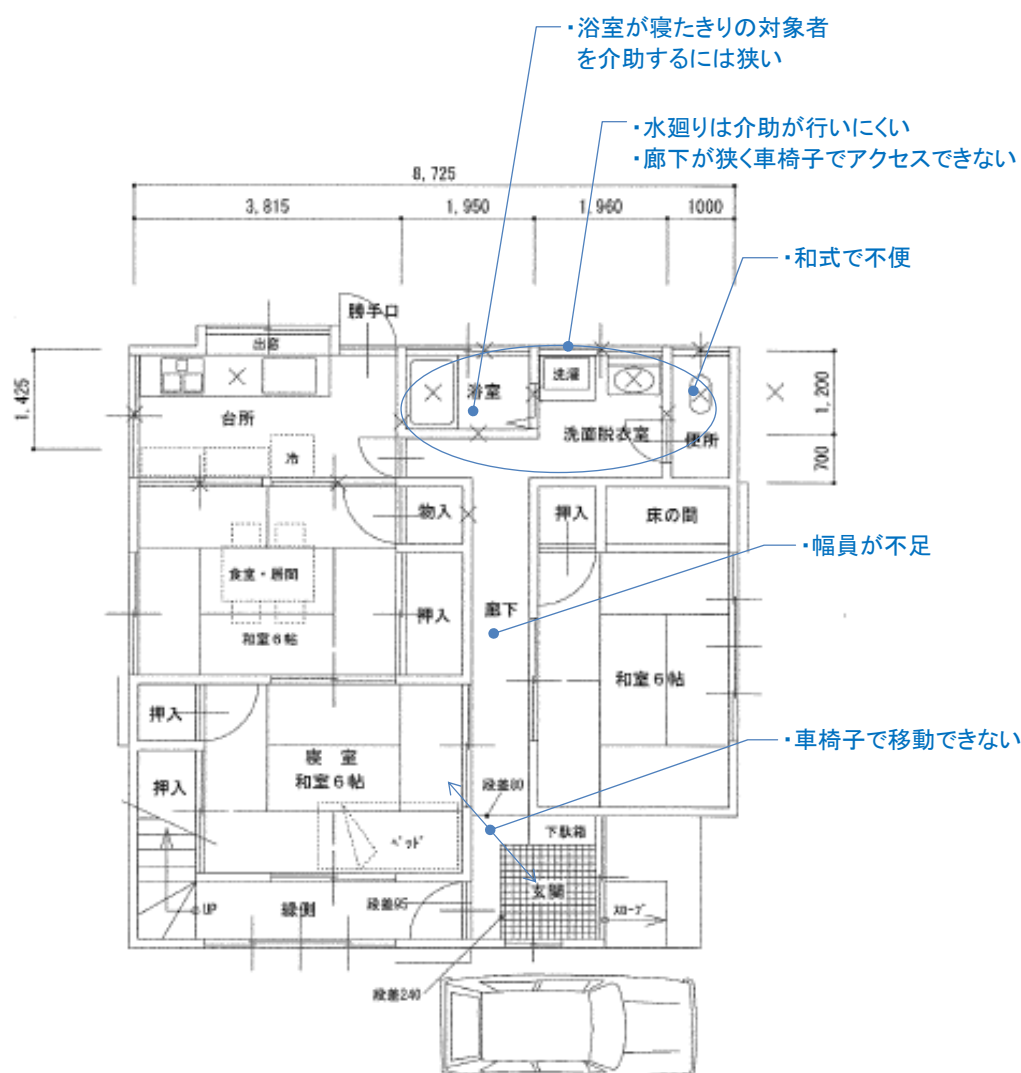 ・浴室が寝たきりの対象者
を介助するには狭い
・水廻りは介助が行いにくい
・廊下が狭く車椅子でアクセスできない
8,725
3,815
1,950
1,960
1000
・和式で不便
勝手口
出窓
1,425
浴室
洗濯
1,200
台所
洗面脱衣室
便所
冷
700
物入
押入
床の間
・幅員が不足
食室・居間
押入
廊下
和室6帖
和室6帖
押入
・車椅子で移動できない
寝 室
和室6帖
押入
段差80
下駄箱
ベッド
玄関
UP
縁側
段差95
スロープ
段差240